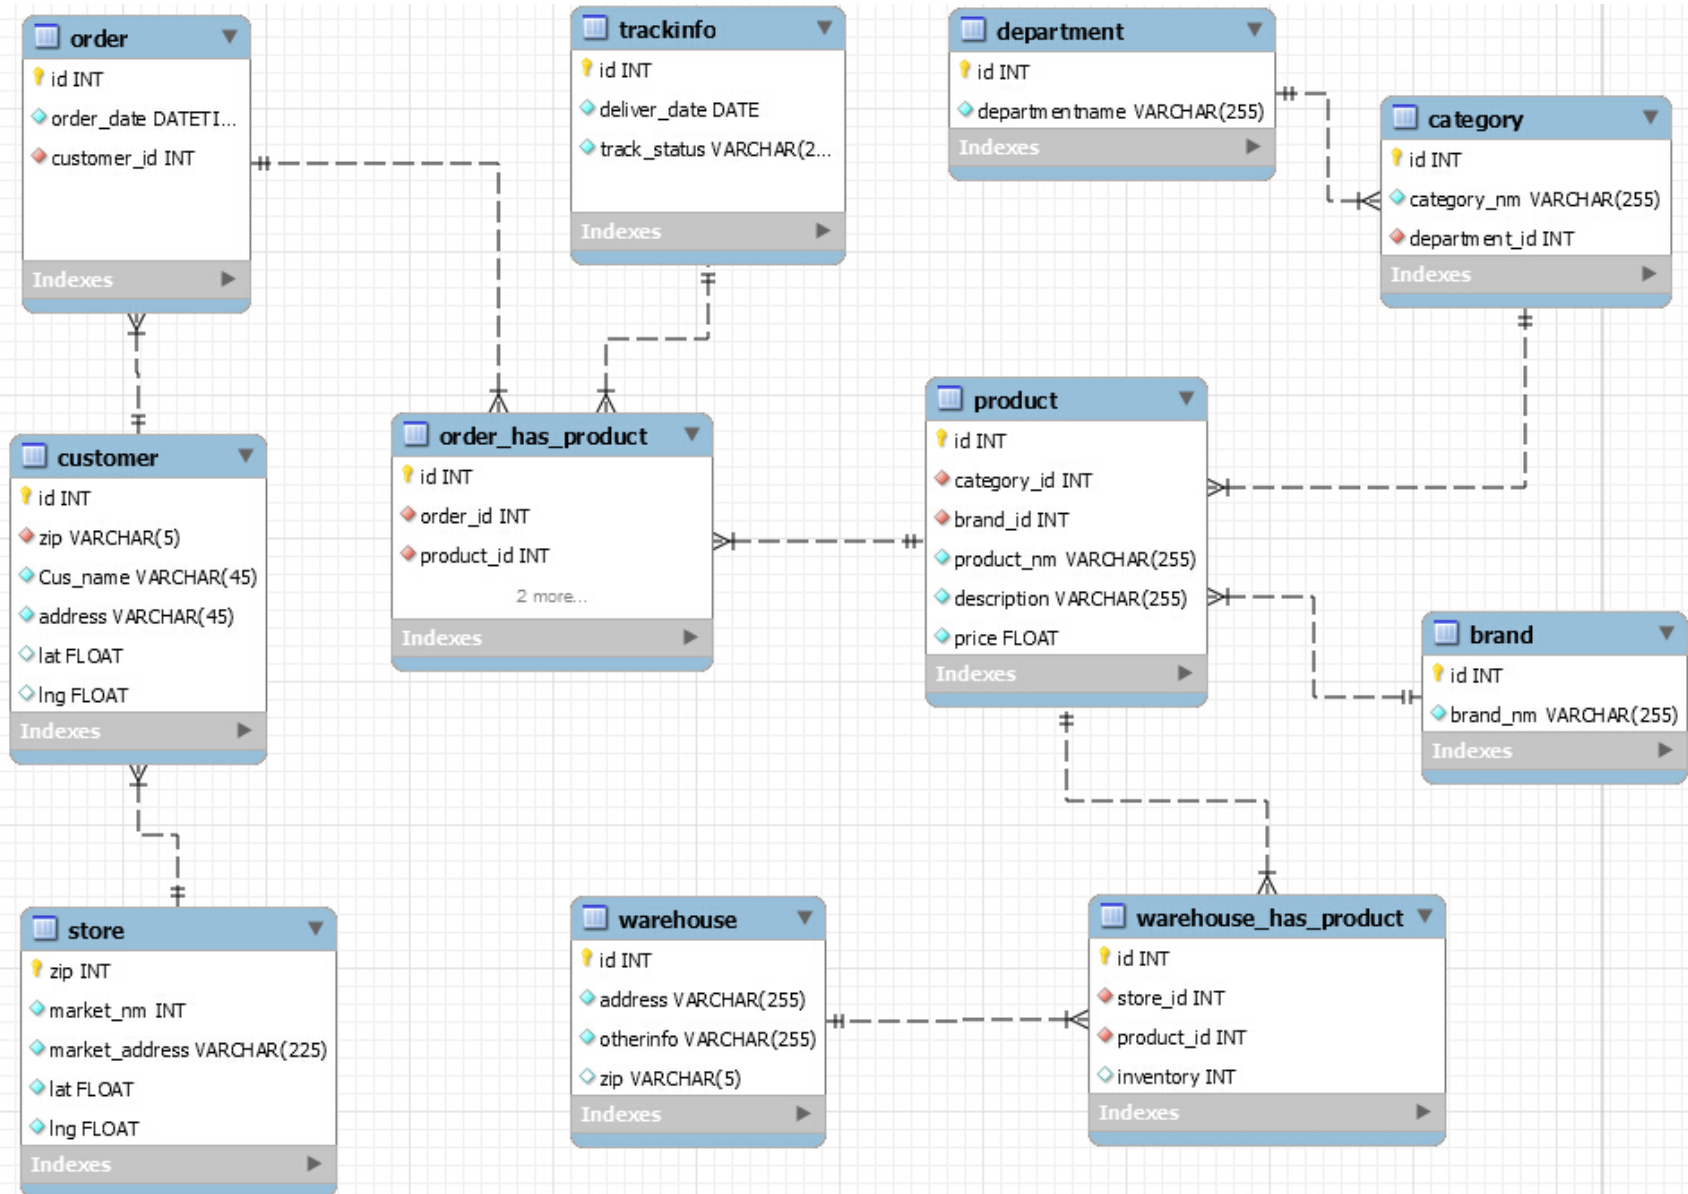 order
id INT
order_date DATETI...
customer_id INT
Indexes
trackinfo
id INT
deliver_date DATE
track_status VARCHAR(2...
Indexes
department
id INT
departmentname VARCHAR(255)
Indexes
category
id INT
category_nm VARCHAR(255)
department_id INT
Indexes
customer
id INT
zip VARCHAR(5)
Cus_name VARCHAR(45)
address VARCHAR(45)
lat FLOAT
lng FLOAT
Indexes
order_has_product
id INT
order_id INT
product_id INT
2 more...
Indexes
product
id INT
category_id INT
brand_id INT
product_nm VARCHAR(255)
description VARCHAR(255)
price FLOAT
Indexes
brand
id INT
brand_nm VARCHAR(255)
Indexes
store
zip INT
market_nm INT
market_address VARCHAR(225)
lat FLOAT
lng FLOAT
Indexes
warehouse
id INT
address VARCHAR(255)
otherinfo VARCHAR(255)
zip VARCHAR(5)
Indexes
warehouse_has_product
id INT
store_id INT
product_id INT
inventory INT
Indexes